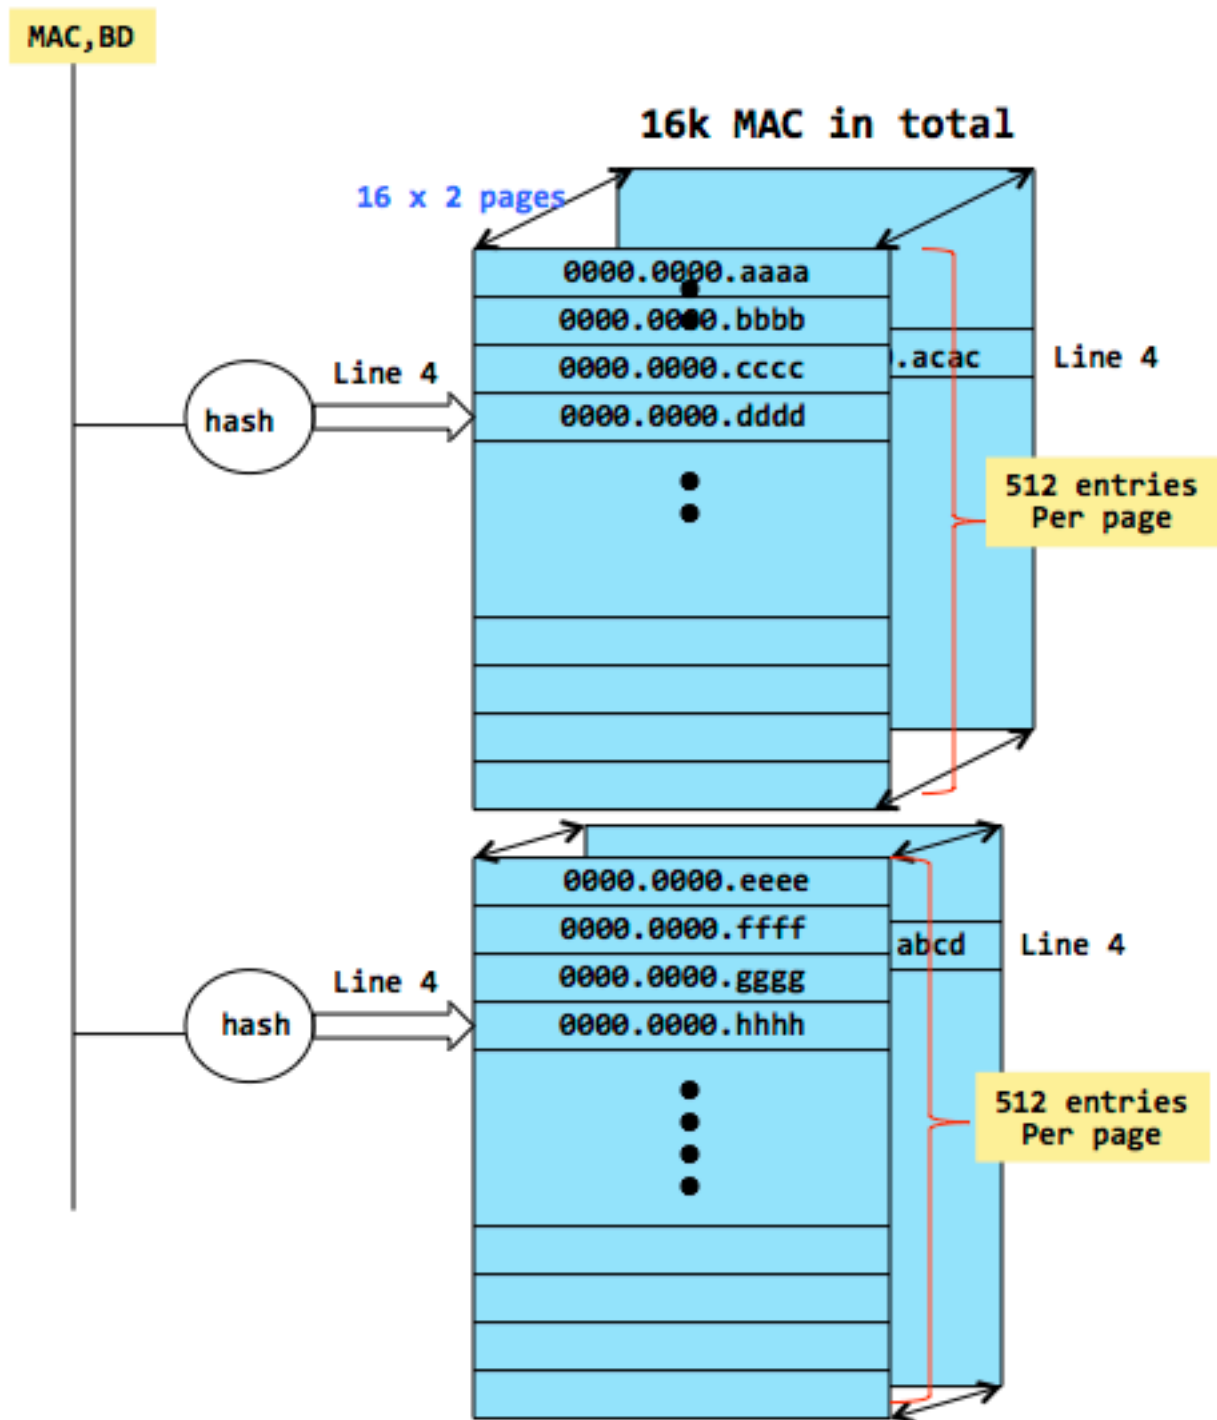 MAC,BD
16k MAC in total
16 x 2 pages
0000.0000.aaaa
0000.0000.bbbb
0000.0000.cccc
0000.0000.dddd
.acac
Line 4
Line 4
hash
512 entries
Per page
0000.0000.eeee
0000.0000.ffff
0000.0000.gggg
0000.0000.hhhh
abcd
Line 4
Line 4
hash
512 entries
Per page